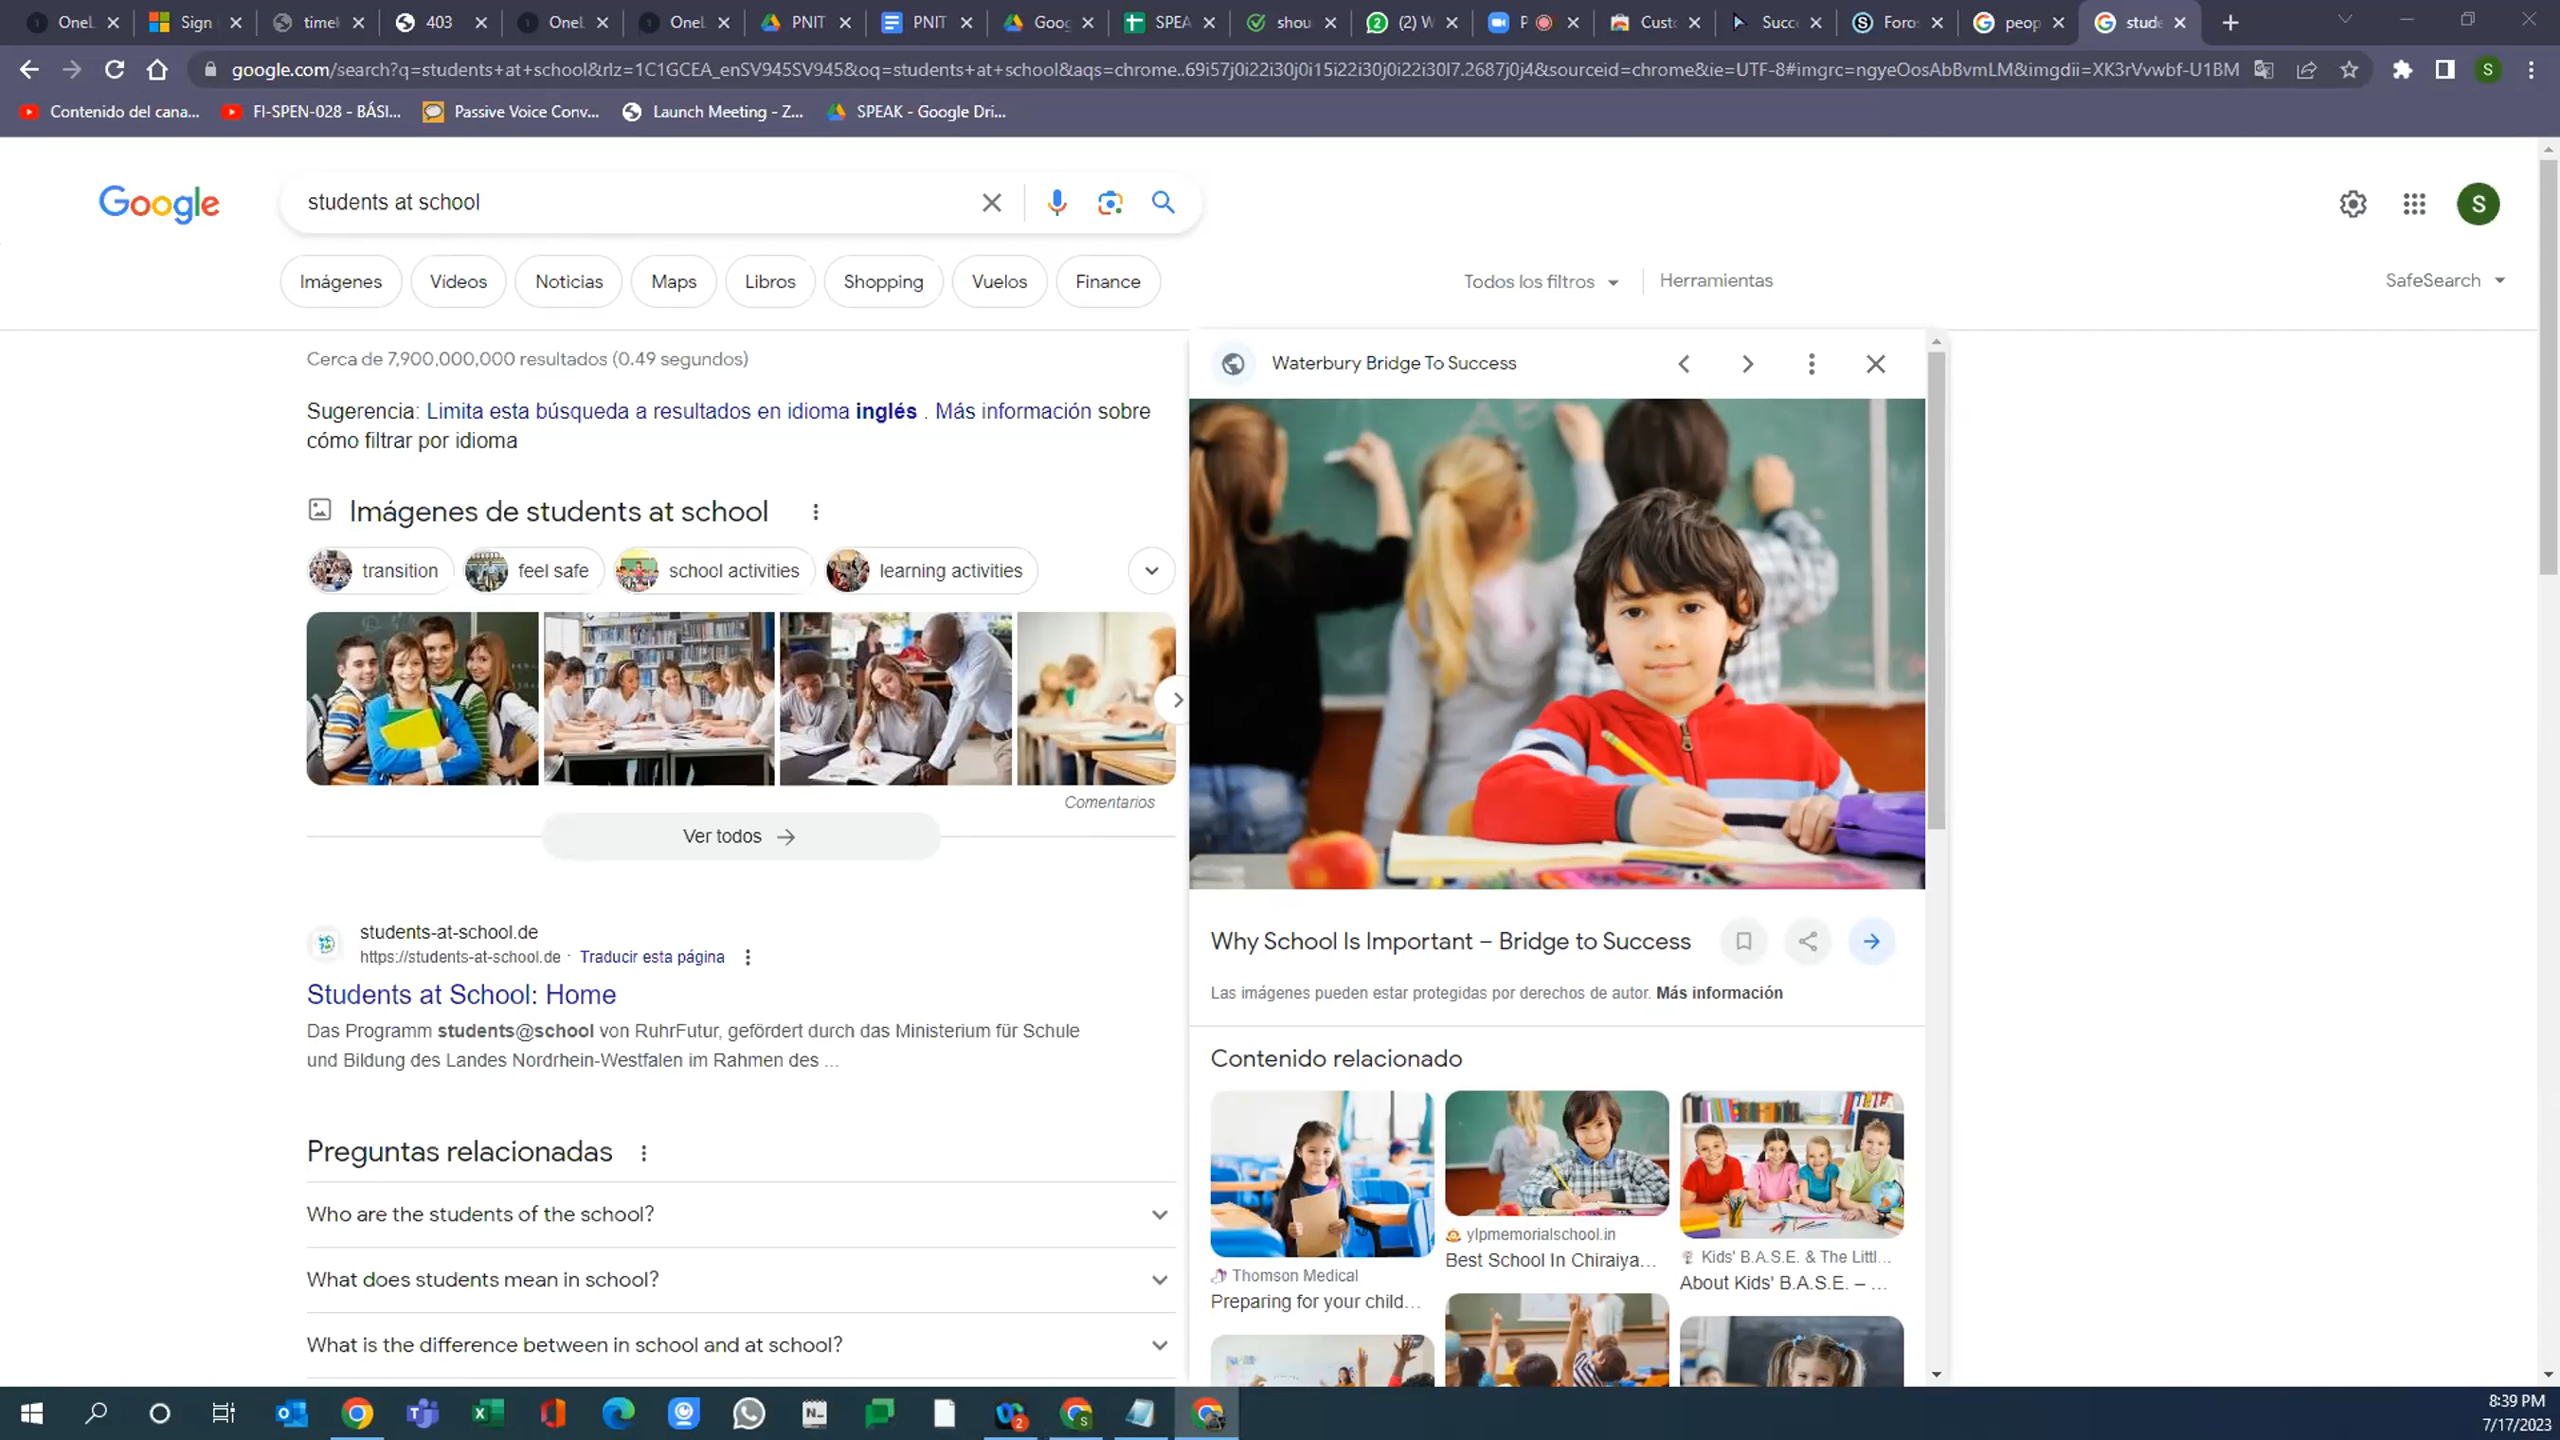 OneL
Sign
timel
403
OneL
OneL
PNIT
PNIT
Goog
SPEA
shou
(2) W
P
Custo
Succe
Foros
peop
stude
google.com/search?q=students+at+school&rlz=1C1GCEA_enSV945SV945&oq=students+at+school&aqs=chrome..69i57j0i22i30j0i15i22i30j0i22i30l7.2687j0j4&sourceid=chrome&ie=UTF-8#imgrc=ngyeOosAbBvmLM&imgdii=XK3rVvwbf-U1BM
S
Contenido del cana...
FI-SPEN-028 - BÁSI...
Passive Voice Conv...
Launch Meeting - Z...
SPEAK - Google Dri...
Google
students at school
S
Imágenes
Videos
Noticias
Maps
Libros
Shopping
Vuelos
Finance
Todos los filtros
Herramientas
SafeSearch
Cerca de 7,900,000,000 resultados (0.49 segundos)
Sugerencia: Limita esta búsqueda a resultados en idioma inglés . Más información sobre
cómo filtrar por idioma
Imágenes de students at school
transition
feel safe
school activities
learning activities
Comentarios
Ver todos
students-at-school.de
https://students-at-school.de · Traducir esta página
Students at School: Home
Das Programm students@school von RuhrFutur, gefördert durch das Ministerium für Schule
und Bildung des Landes Nordrhein-Westfalen im Rahmen des ...
Preguntas relacionadas
Who are the students of the school?
What does students mean in school?
What is the difference between in school and at school?
Waterbury Bridge To Success
Why School Is Important – Bridge to Success
Las imágenes pueden estar protegidas por derechos de autor. Más información
Contenido relacionado
Thomson Medical
Preparing for your child...
ylpmemorialschool.in
Best School In Chiraiya...
Kids' B.A.S.E. & The Littl...
About Kids' B.A.S.E. – ...
8:39 PM
7/17/2023